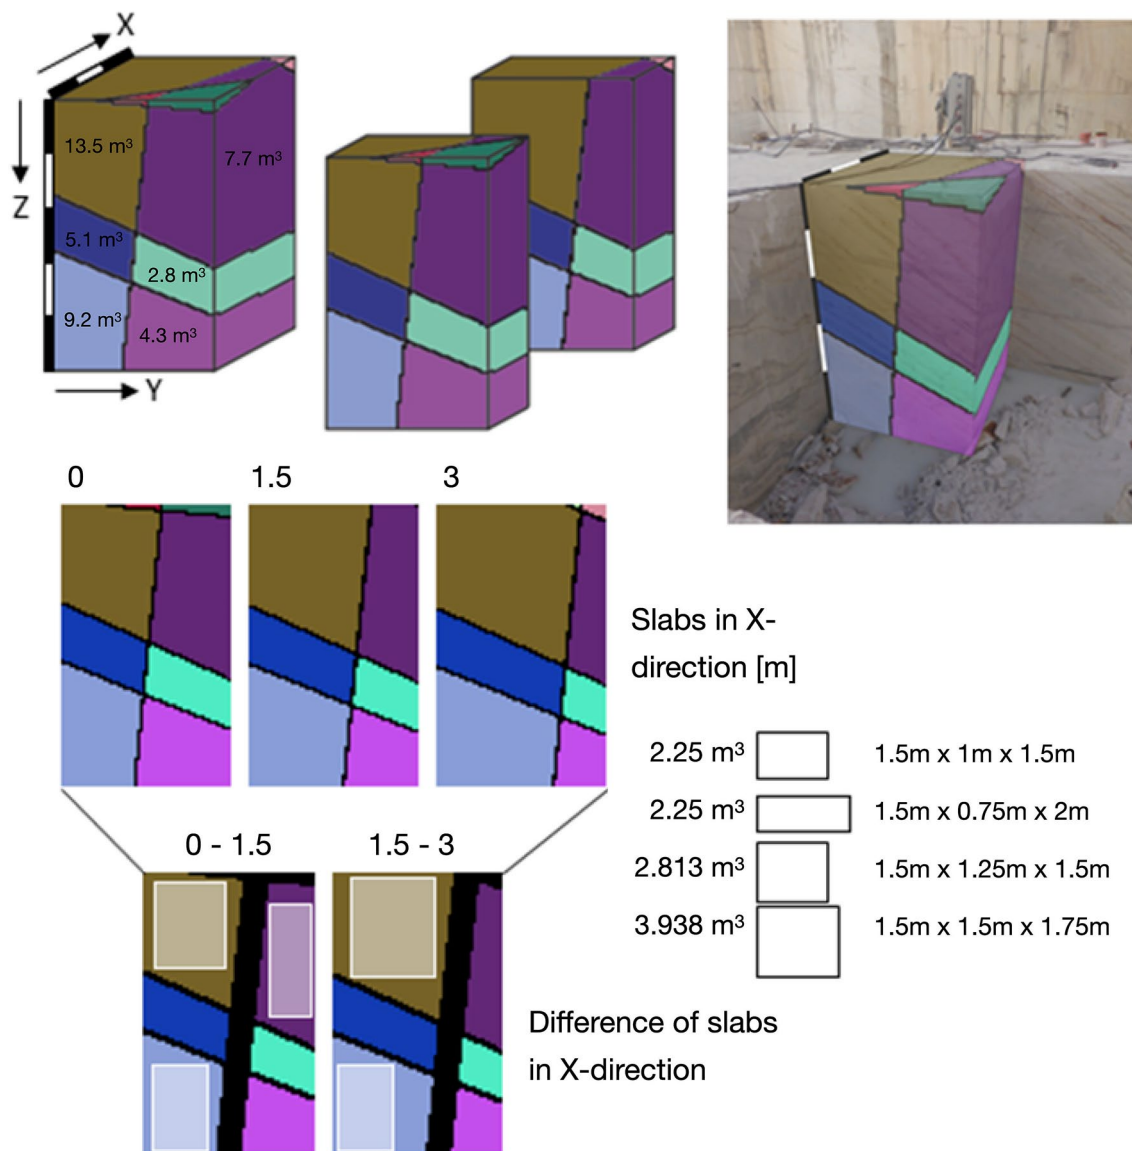 X
13.5 m³
7.7 m³
Z
5.1 m³
2.8 m³
9.2 m³
4.3 m³
Y
0
1.5
3
Slabs in X-
direction [m]
2.25 m³
1.5m x 1m x 1.5m
2.25 m³
1.5m x 0.75m x 2m
2.813 m³
1.5m x 1.25m x 1.5m
3.938 m³
1.5m x 1.5m x 1.75m
0 - 1.5
1.5 - 3
Difference of slabs
in X-direction